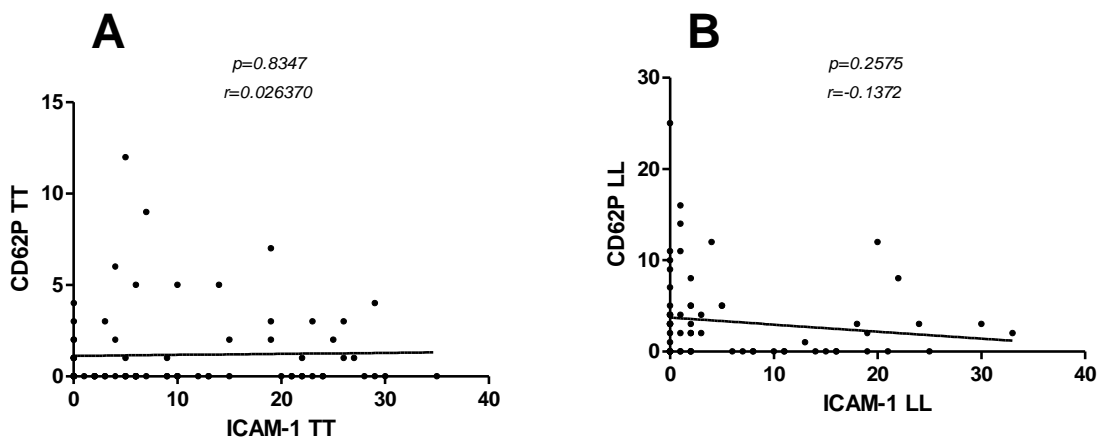 A
p=0.8347
r=0.026370
15
10
5
0
CD62P TT
0 10 20 30 40
ICAM-1 TT
B
p=0.2575
r=-0.1372
30
20
10
0
CD62P LL
0 10 20 30 40
ICAM-1 LL